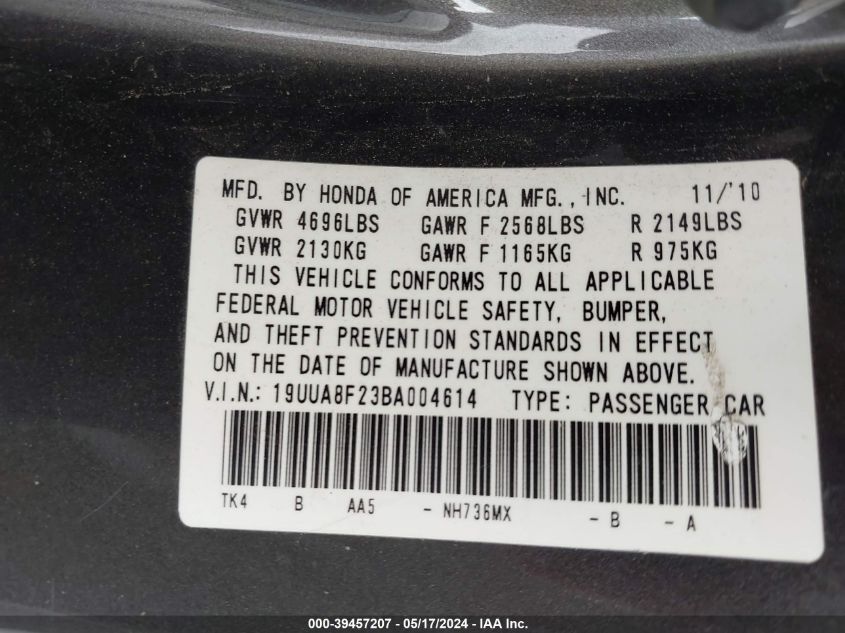 MFD. BY HONDA OF AMERICA MFG., INC. 11/'10
GVWR 4696LBS GAWR F 2568LBS R 2149LBS
GVWR 2130KG GAWR F 1165KG R 975KG
THIS VEHICLE CONFORMS TO ALL APPLICABLE
FEDERAL MOTOR VEHICLE SAFETY, BUMPER,
AND THEFT PREVENTION STANDARDS IN EFFECT
ON THE DATE OF MANUFACTURE SHOWN ABOVE.
V.I.N.: 19UUA8F23BA004614 TYPE: PASSENGER CAR
TK4 B AA5 - NH736MX - B - A
000-39457207 - 05/17/2024 - IAA Inc.